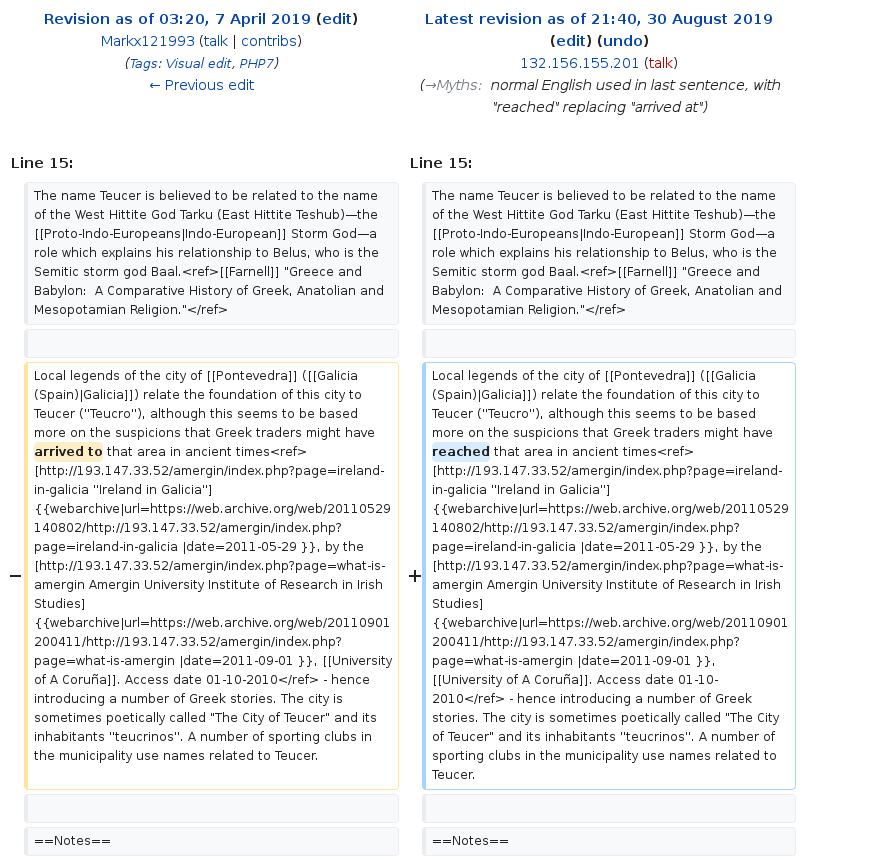 Revision as of 03:20, 7 April 2019 (edit)
Markx121993 (talk | contribs)
(Tags: Visual edit, PHP7)
← Previous edit
Latest revision as of 21:40, 30 August 2019
(edit) (undo)
132.156.155.201 (talk)
(→Myths: normal English used in last sentence, with
"reached" replacing "arrived at")
Line 15:
Line 15:
The name Teucer is believed to be related to the name
of the West Hittite God Tarku (East Hittite Teshub)—the
[[Proto-Indo-Europeans|Indo-European]] Storm God—a
role which explains his relationship to Belus, who is the
Semitic storm god Baal.<ref>[[Farnell]] "Greece and
Babylon:  A Comparative History of Greek, Anatolian and
Mesopotamian Religion."</ref>
The name Teucer is believed to be related to the name
of the West Hittite God Tarku (East Hittite Teshub)—the
[[Proto-Indo-Europeans|Indo-European]] Storm God—a
role which explains his relationship to Belus, who is the
Semitic storm god Baal.<ref>[[Farnell]] "Greece and
Babylon:  A Comparative History of Greek, Anatolian and
Mesopotamian Religion."</ref>
−
Local legends of the city of [[Pontevedra]] ([[Galicia
(Spain)|Galicia]]) relate the foundation of this city to
Teucer (''Teucro''), although this seems to be based
more on the suspicions that Greek traders might have
arrived to that area in ancient times<ref>
[http://193.147.33.52/amergin/index.php?page=ireland-
in-galicia "Ireland in Galicia"]
{{webarchive|url=https://web.archive.org/web/20110529
140802/http://193.147.33.52/amergin/index.php?
page=ireland-in-galicia |date=2011-05-29 }}, by the
[http://193.147.33.52/amergin/index.php?page=what-is-
amergin Amergin University Institute of Research in Irish
Studies]
{{webarchive|url=https://web.archive.org/web/20110901
200411/http://193.147.33.52/amergin/index.php?
page=what-is-amergin |date=2011-09-01 }}, [[University
of A Coruña]]. Access date 01-10-2010</ref> - hence
introducing a number of Greek stories. The city is
sometimes poetically called "The City of Teucer" and its
inhabitants ''teucrinos''. A number of sporting clubs in
the municipality use names related to Teucer.
+
Local legends of the city of [[Pontevedra]] ([[Galicia
(Spain)|Galicia]]) relate the foundation of this city to
Teucer (''Teucro''), although this seems to be based
more on the suspicions that Greek traders might have
reached that area in ancient times<ref>
[http://193.147.33.52/amergin/index.php?page=ireland-
in-galicia "Ireland in Galicia"]
{{webarchive|url=https://web.archive.org/web/20110529
140802/http://193.147.33.52/amergin/index.php?
page=ireland-in-galicia |date=2011-05-29 }}, by the
[http://193.147.33.52/amergin/index.php?page=what-is-
amergin Amergin University Institute of Research in Irish
Studies]
{{webarchive|url=https://web.archive.org/web/20110901
200411/http://193.147.33.52/amergin/index.php?
page=what-is-amergin |date=2011-09-01 }},
[[University of A Coruña]]. Access date 01-10-
2010</ref> - hence introducing a number of Greek
stories. The city is sometimes poetically called "The City
of Teucer" and its inhabitants ''teucrinos''. A number of
sporting clubs in the municipality use names related to
Teucer.
==Notes==
==Notes==